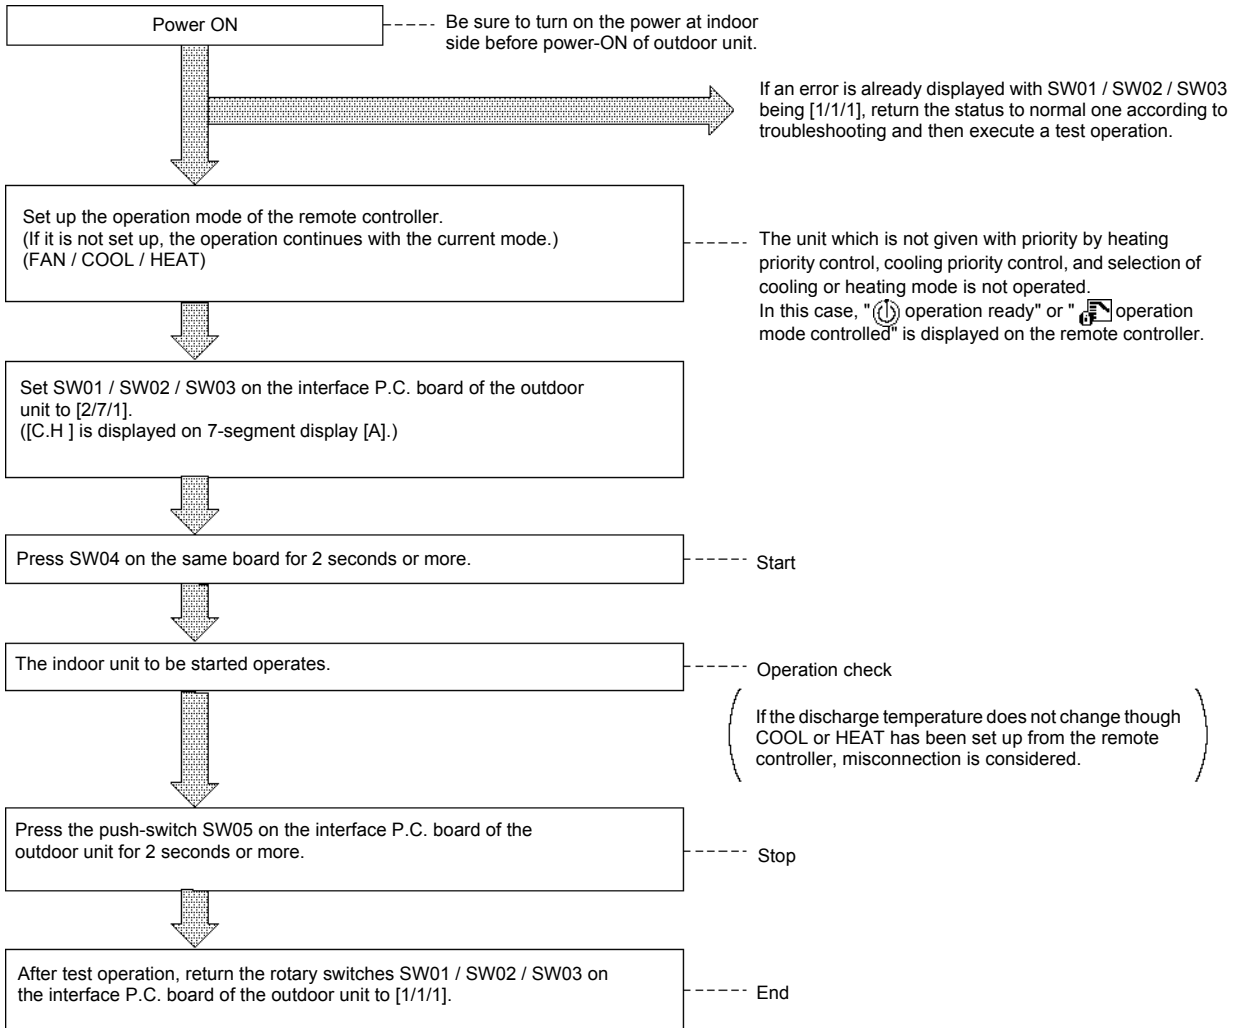 Power ON
Be sure to turn on the power at indoor
side before power-ON of outdoor unit.
If an error is already displayed with SW01 / SW02 / SW03
being [1/1/1], return the status to normal one according to
troubleshooting and then execute a test operation.
Set up the operation mode of the remote controller.
(If it is not set up, the operation continues with the current mode.)
(FAN / COOL / HEAT)
The unit which is not given with priority by heating
priority control, cooling priority control, and selection of
cooling or heating mode is not operated.
In this case, " operation ready" or " operation
mode controlled" is displayed on the remote controller.
Set SW01 / SW02 / SW03 on the interface P.C. board of the outdoor
unit to [2/7/1].
([C.H ] is displayed on 7-segment display [A].)
Press SW04 on the same board for 2 seconds or more.
Start
The indoor unit to be started operates.
Operation check
If the discharge temperature does not change though
COOL or HEAT has been set up from the remote
controller, misconnection is considered.
Press the push-switch SW05 on the interface P.C. board of the
outdoor unit for 2 seconds or more.
Stop
After test operation, return the rotary switches SW01 / SW02 / SW03 on
the interface P.C. board of the outdoor unit to [1/1/1].
End